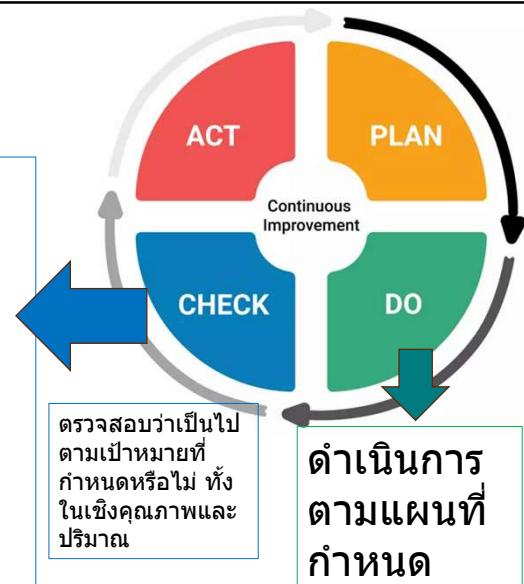 ACT
PLAN
Continuous
Improvement
CHECK
DO
ตรวจสอบว่าเป็นไป
ตามเป้าหมายที่
กำหนดหรือไม่ ทั้ง
ในเชิงคุณภาพและ
ปริมาณ
ดำเนินการ
ตามแผนที่
กำหนด